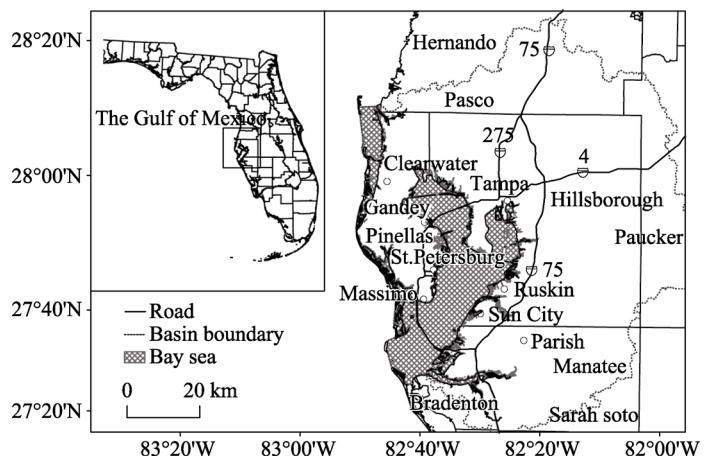 28°20'N
28°00'N
27°40'N
27°20'N
The Gulf of Mexico
Hernando
75
Pasco
275
4
Clearwater
Tampa
Hillsborough
Gandey
Pinellas
Paucker
St.Petersburg
75
Massimo
Ruskin
Sun City
Parish
Manatee
Bradenton
Sarah soto
Road
Basin boundary
Bay sea
0 20 km
83°20'W 83°00'W 82°40'W 82°20'W 82°00'W